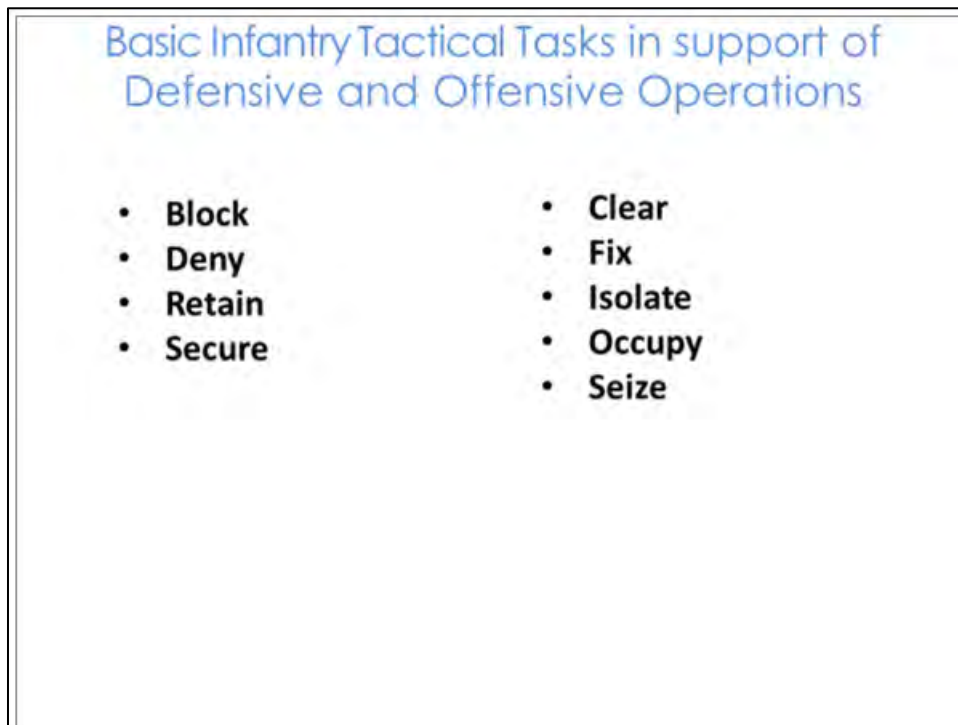 Basic Infantry Tactical Tasks in support of
Defensive and Offensive Operations
• Block
• Deny
• Retain
• Secure
• Clear
• Fix
• Isolate
• Occupy
• Seize